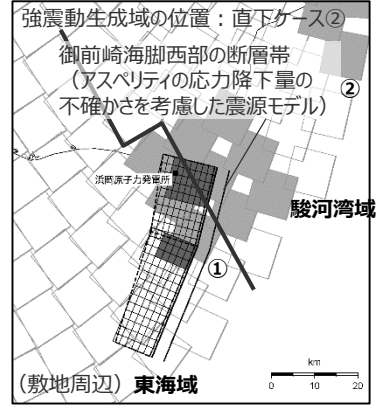 強震動生成域の位置：直下ケース②
御前崎海脚西部の断層帯
（アスペリティの応力降下量の
不確かさを考慮した震源モデル）
②
浜岡原子力発電所
駿河湾域
①
km
0 10 20
（敷地周辺）東海域